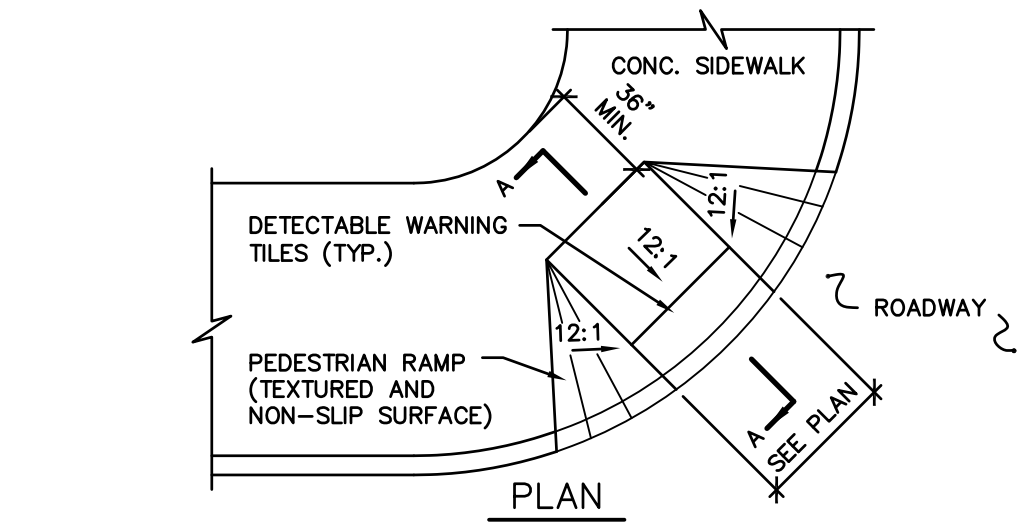 CONC. SIDEWALK
36"
MIN.
A
DETECTABLE WARNING
TILES (TYP.)
12:1
12:1
ROADWAY
12:1
PEDESTRIAN RAMP
(TEXTURED AND
NON-SLIP SURFACE)
A
SEE PLAN
PLAN